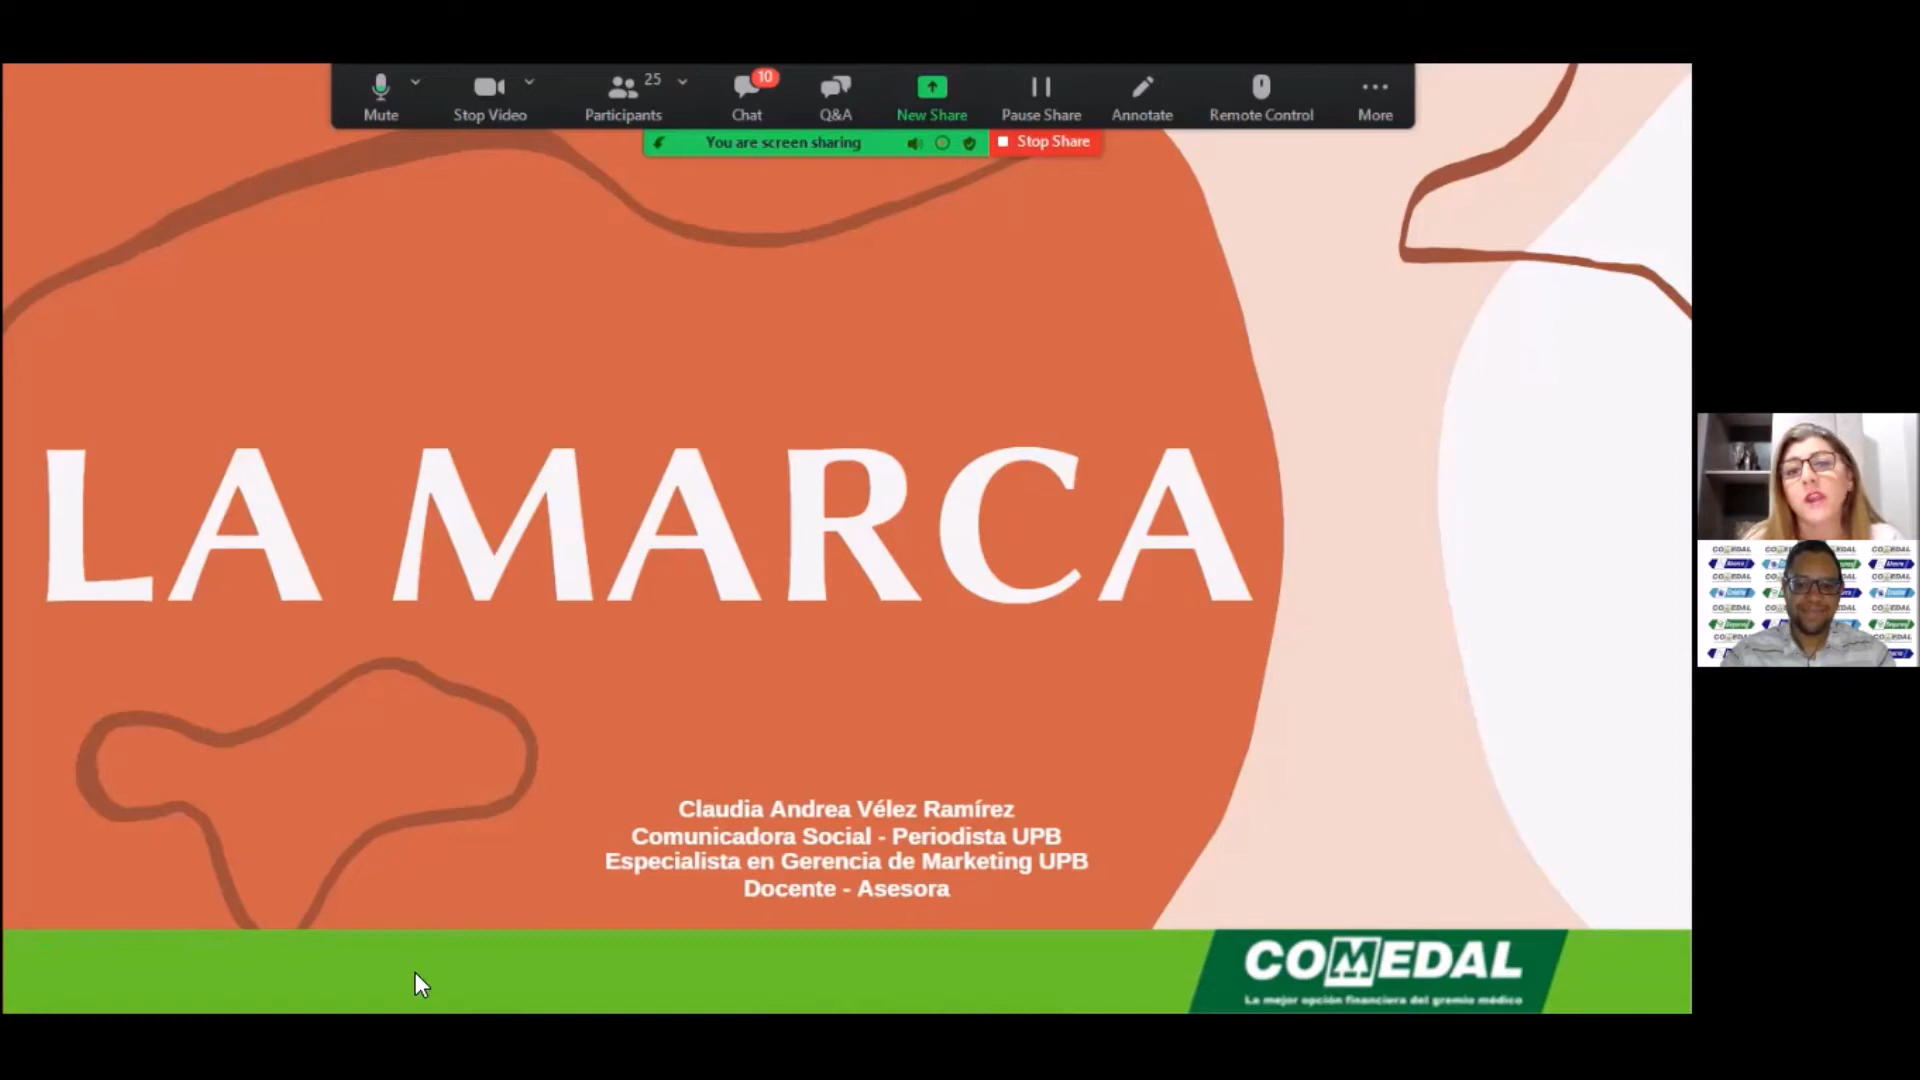 Mute
Stop Video
Participants
25
Chat
10
Q&A
New Share
Pause Share
Annotate
Remote Control
More
You are screen sharing
Stop Share
LA MARCA
Claudia Andrea Vélez Ramírez
Comunicadora Social - Periodista UPB
Especialista en Gerencia de Marketing UPB
Docente - Asesora
COMEDAL
La mejor opción financiera del gremio médico
COMEDAL
COMEDAL